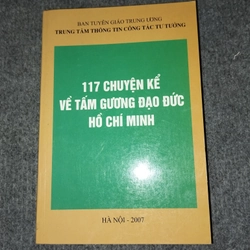 BAN TUYÊN GIÁO TRUNG ƯƠNG
TRUNG TÂM THÔNG TIN CÔNG TÁC TƯ TƯỞNG
117 CHUYỆN KỂ
VỀ TẤM GƯƠNG ĐẠO ĐỨC
HỒ CHÍ MINH
HÀ NỘI - 2007